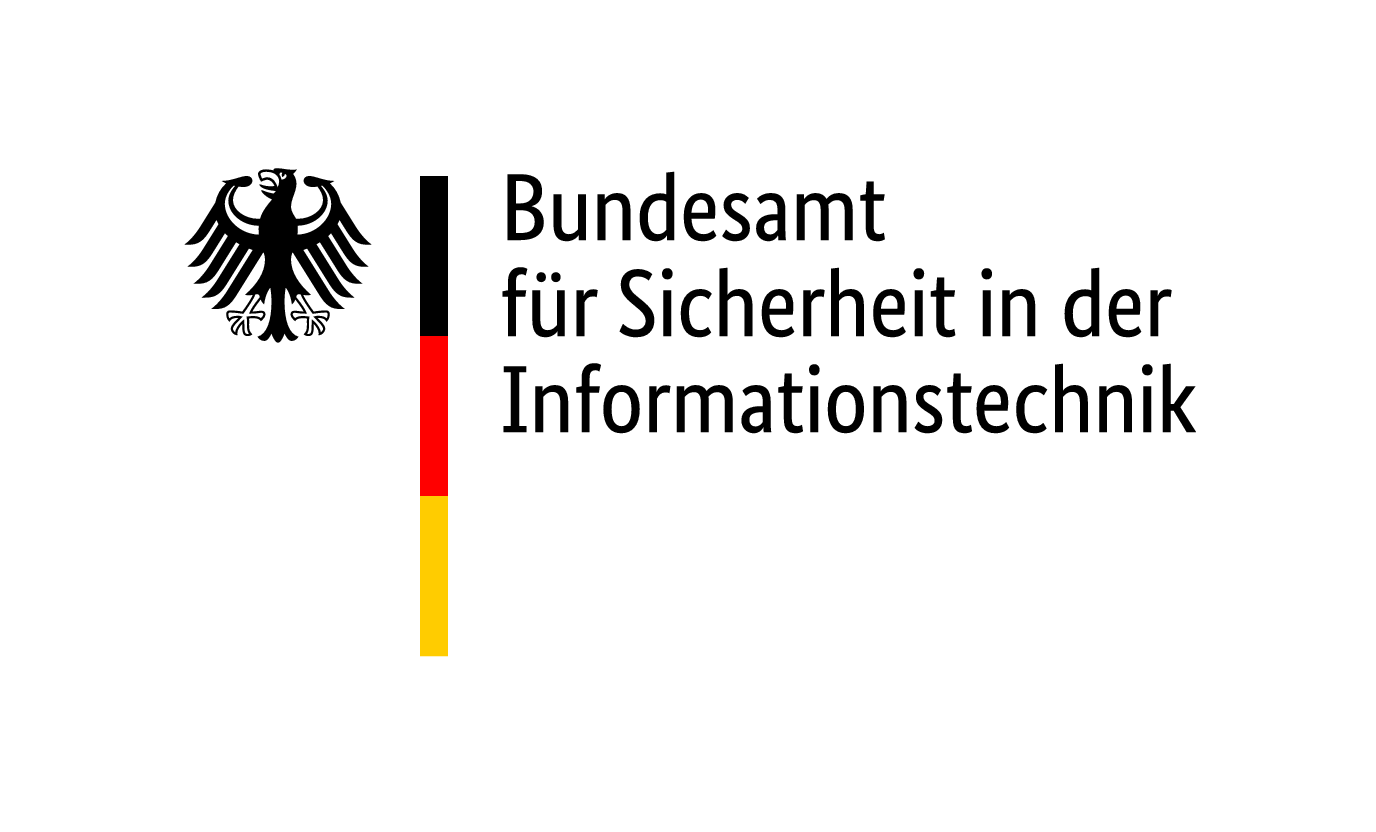 Bundesamt
für Sicherheit in der
Informationstechnik